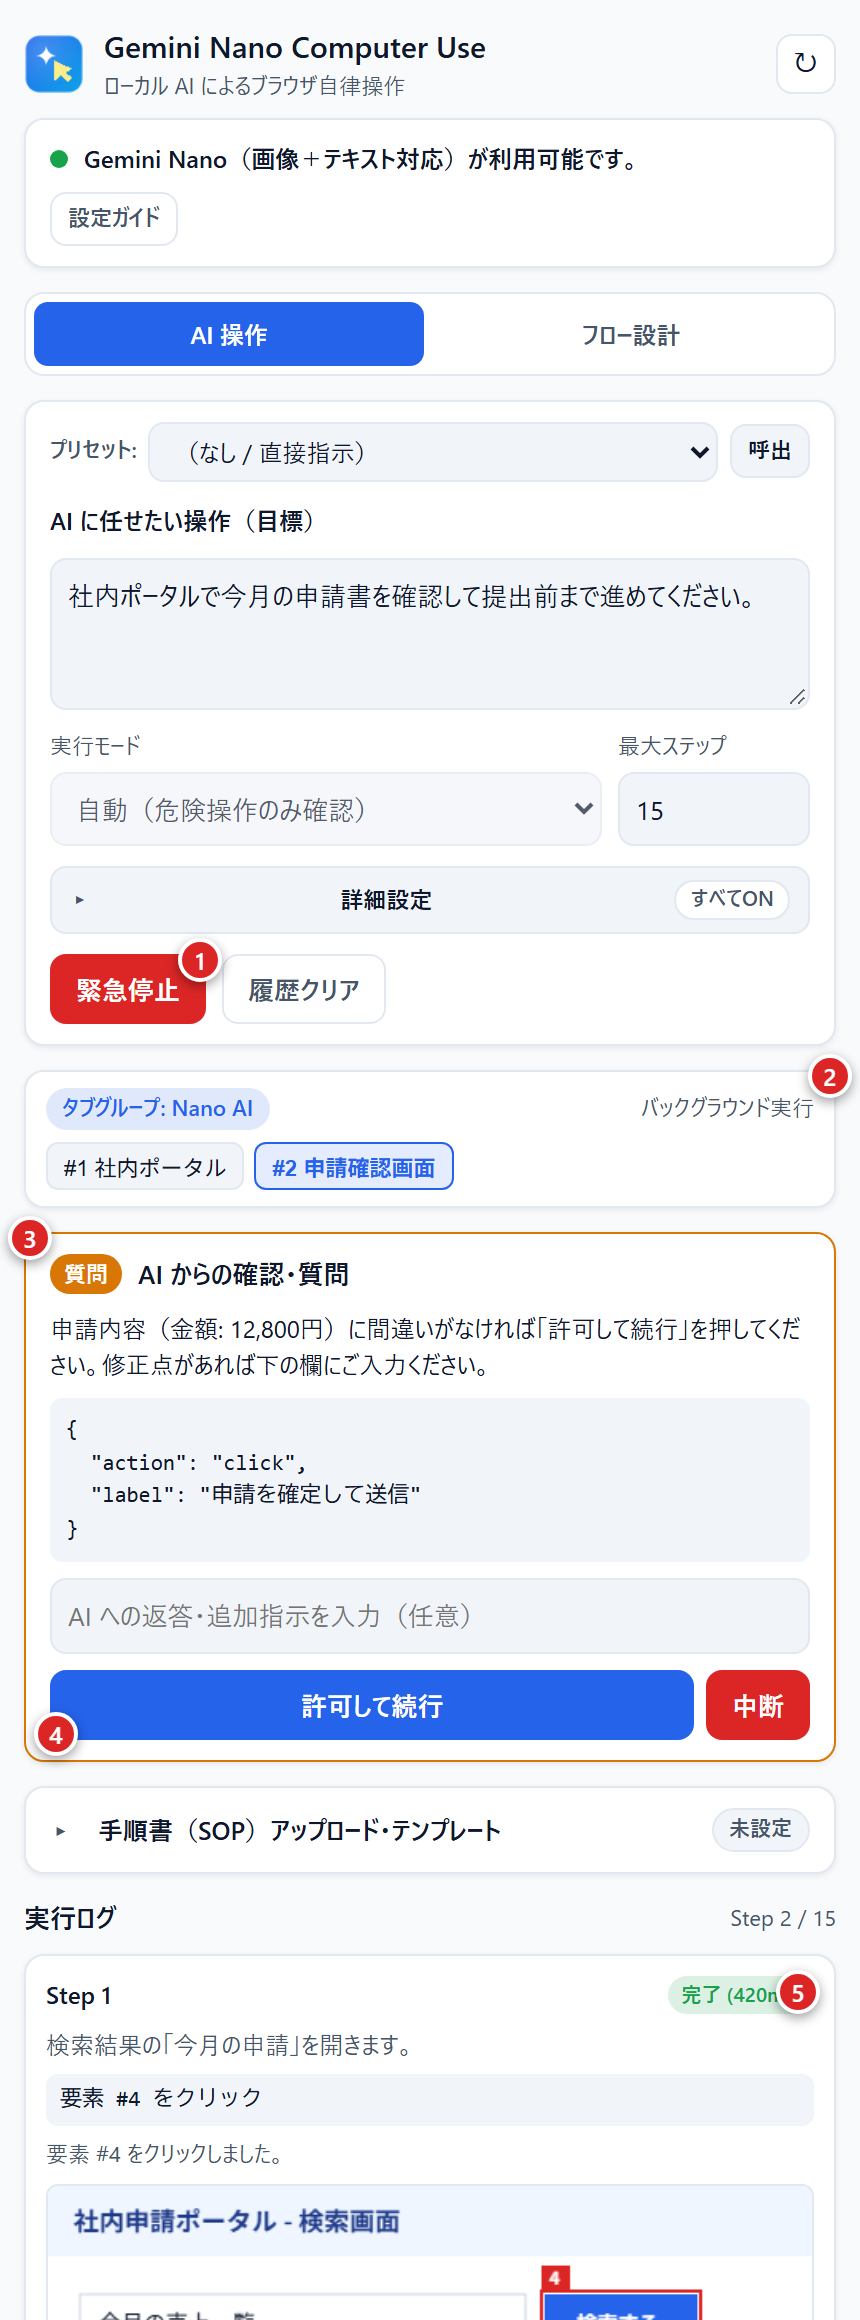 Gemini Nano Computer Use
ローカル AI によるブラウザ自律操作
Gemini Nano（画像＋テキスト対応）が利用可能です。
設定ガイド
AI 操作
フロー設計
プリセット:
（なし / 直接指示）
呼出
AI に任せたい操作（目標）
社内ポータルで今月の申請書を確認して提出前まで進めてください。
実行モード
最大ステップ
自動（危険操作のみ確認）
15
詳細設定
すべてON
1
緊急停止
履歴クリア
2
タブグループ: Nano AI
バックグラウンド実行
#1 社内ポータル
#2 申請確認画面
3
質問
AI からの確認・質問
申請内容（金額: 12,800円）に間違いがなければ「許可して続行」を押してくだ
さい。修正点があれば下の欄にご入力ください。
{
"action": "click",
"label": "申請を確定して送信"
}
AI への返答・追加指示を入力（任意）
許可して続行
中断
4
手順書（SOP）アップロード・テンプレート
未設定
実行ログ
Step 2 / 15
Step 1
完了 (420m
5
検索結果の「今月の申請」を開きます。
要素 #4 をクリック
要素 #4 をクリックしました。
社内申請ポータル - 検索画面
4